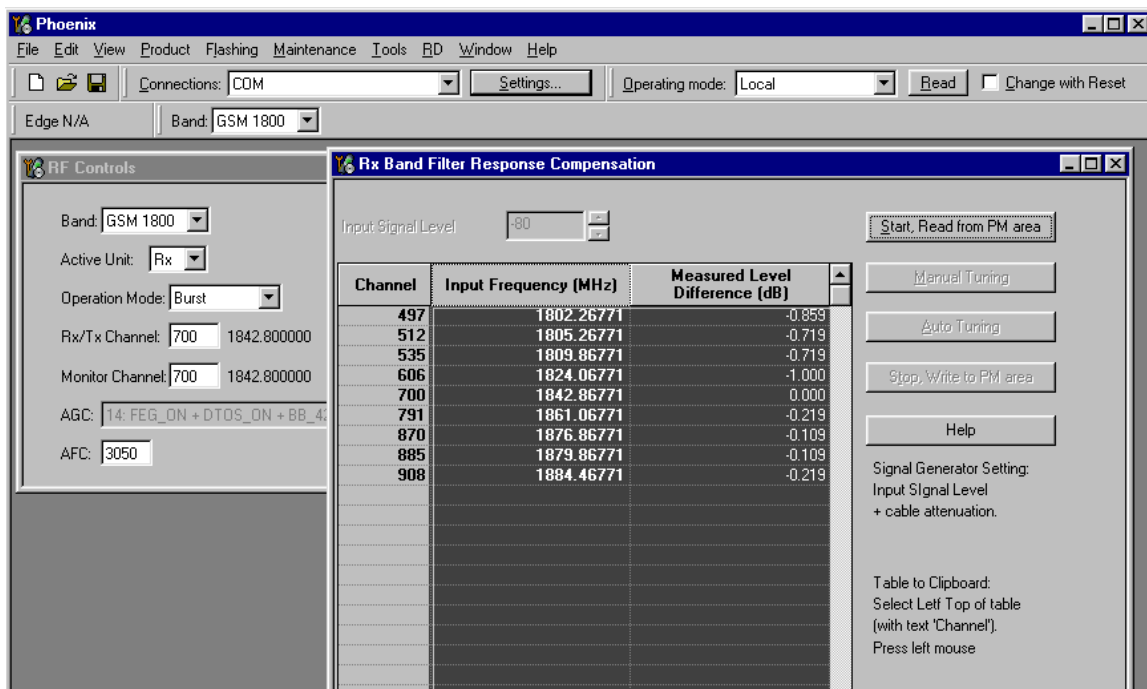 Phoenix
File Edit View Product Flashing Maintenance Tools RD Window Help
Connections: COM Settings... Operating mode: Local Read Change with Reset
Edge N/A Band: GSM 1800
RF Controls
Band: GSM 1800
Active Unit: Rx
Operation Mode: Burst
Rx/Tx Channel: 700 1842.800000
Monitor Channel: 700 1842.800000
AGC: 14: FEG_ON + DTOS_ON + BB_42
AFC: 3050
Rx Band Filter Response Compensation
Input Signal Level -80
Channel Input Frequency (MHz) Measured Level Difference (dB)
497 1802.26771 -0.859
512 1805.26771 -0.719
535 1809.86771 -0.719
606 1824.06771 -1.000
700 1842.86771 0.000
791 1861.06771 -0.219
870 1876.86771 -0.109
885 1879.86771 -0.109
908 1884.46771 -0.219
Start, Read from PM area
Manual Tuning
Auto Tuning
Stop, Write to PM area
Help
Signal Generator Setting:
Input SIgnal Level
+ cable attenuation.
Table to Clipboard:
Select Letf Top of table
(with text 'Channel').
Press left mouse